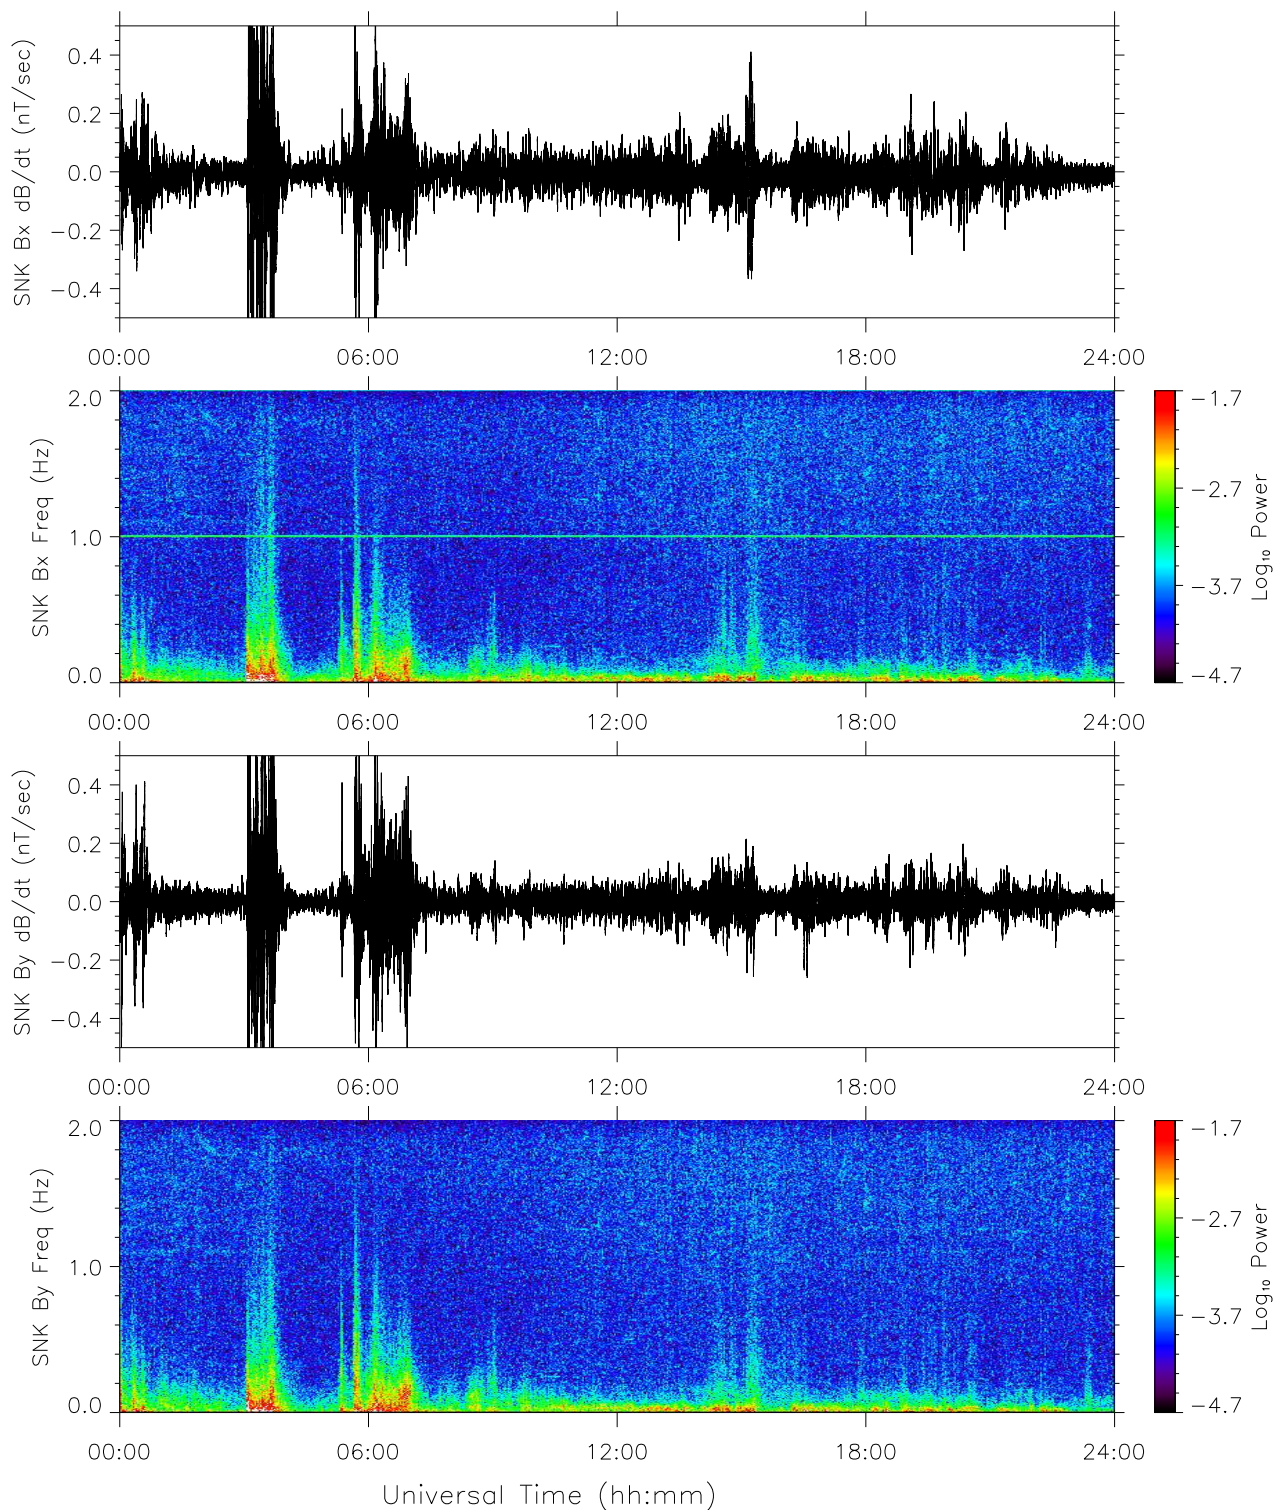 SNK Bx dB/dt (nT/sec)
0.4
0.2
0.0
−0.2
−0.4
00:00 06:00 12:00 18:00 24:00
SNK Bx Freq (Hz)
2.0
1.0
0.0
00:00 06:00 12:00 18:00 24:00
−1.7
−2.7
−3.7
−4.7
Log₁₀ Power
SNK By dB/dt (nT/sec)
0.4
0.2
0.0
−0.2
−0.4
00:00 06:00 12:00 18:00 24:00
SNK By Freq (Hz)
2.0
1.0
0.0
00:00 06:00 12:00 18:00 24:00
−1.7
−2.7
−3.7
−4.7
Log₁₀ Power
Universal Time (hh:mm)